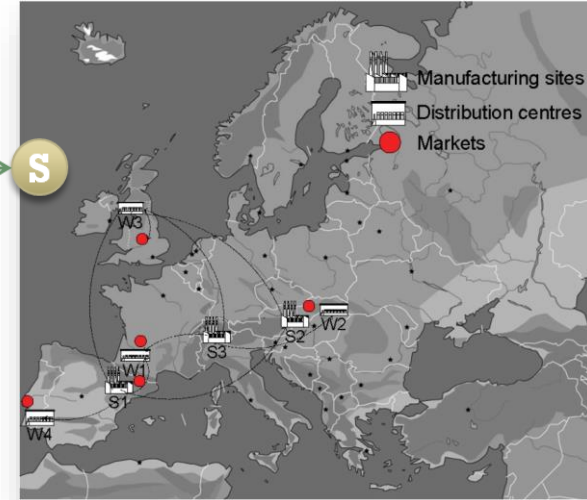 Manufacturing sites
Distribution centres
Markets
S
W3
S2
W2
S3
W1
S1
W4